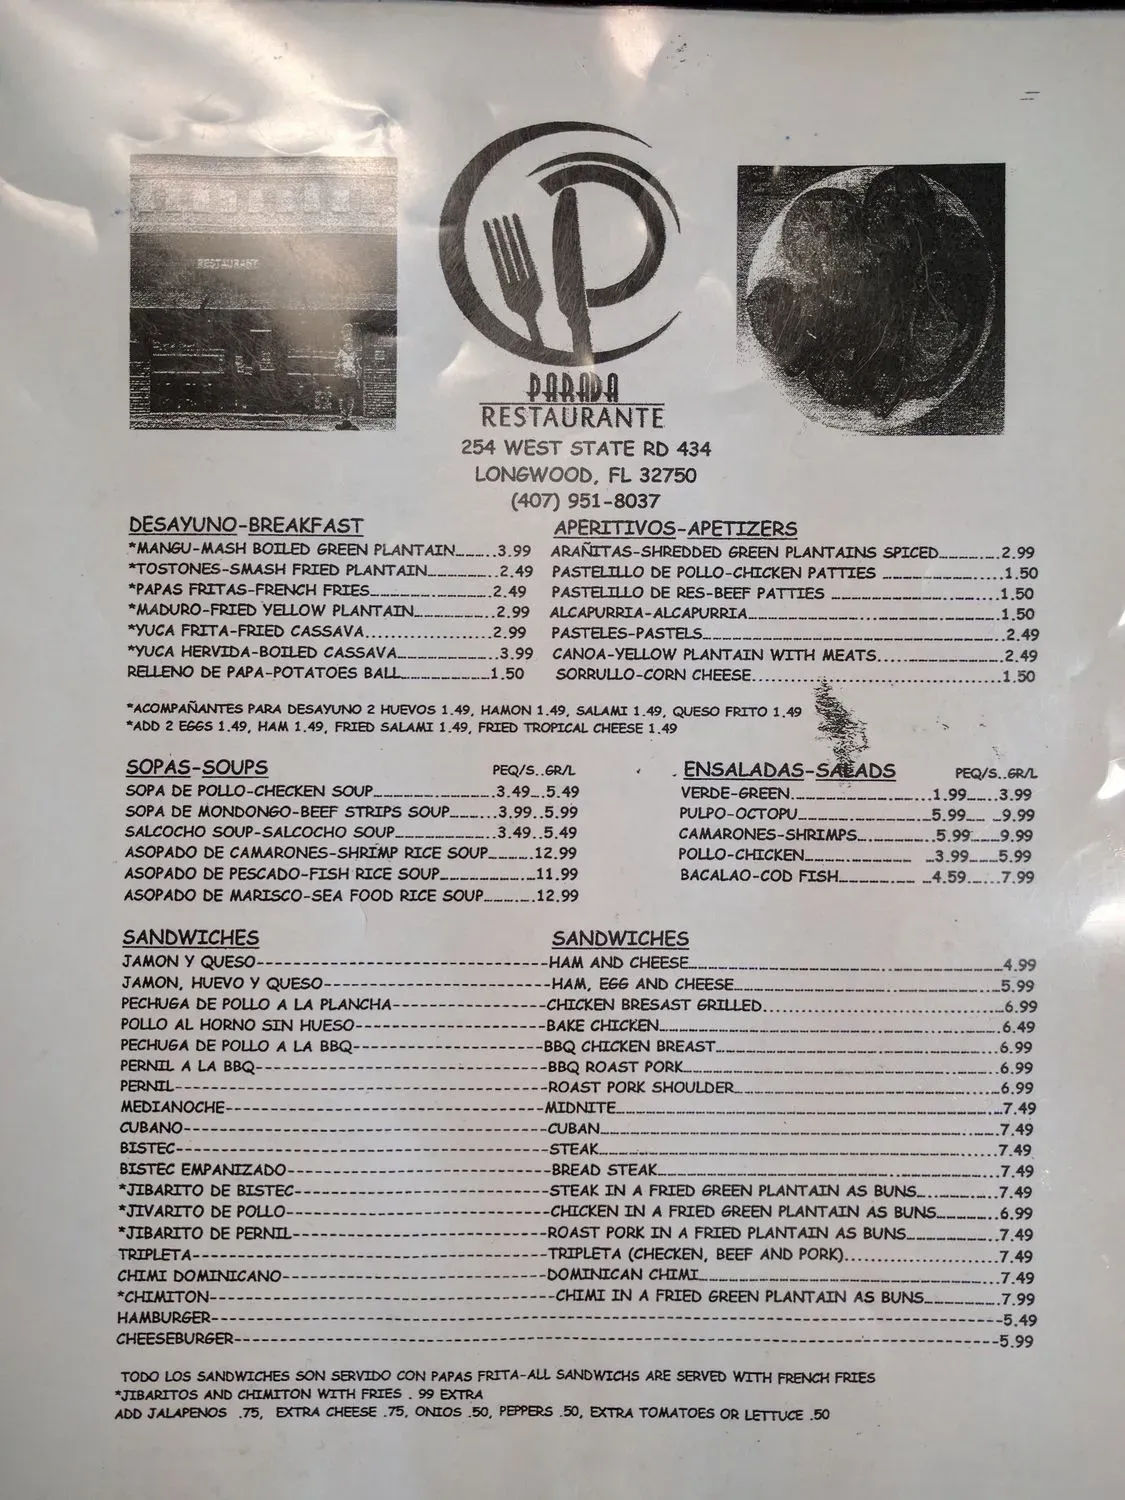 RESTAURANT
PARADA
RESTAURANTE
254 WEST STATE RD 434
LONGWOOD, FL 32750
(407) 951-8037
DESAYUNO-BREAKFAST
*MANGU-MASH BOILED GREEN PLANTAIN........3.99
*TOSTONES-SMASH FRIED PLANTAIN........2.49
*PAPAS FRITAS-FRENCH FRIES........2.49
*MADURO-FRIED YELLOW PLANTAIN........2.99
*YUCA FRITA-FRIED CASSAVA........2.99
*YUCA HERVIDA-BOILED CASSAVA........3.99
RELLENO DE PAPA-POTATOES BALL........1.50
APERITIVOS-APETIZERS
ARAÑITAS-SHREDDED GREEN PLANTAINS SPICED........2.99
PASTELILLO DE POLLO-CHICKEN PATTIES ........1.50
PASTELILLO DE RES-BEEF PATTIES ........1.50
ALCAPURRIA-ALCAPURRIA........1.50
PASTELES-PASTELS........2.49
CANOA-YELLOW PLANTAIN WITH MEATS........2.49
SORRULLO-CORN CHEESE........1.50
*ACOMPAÑANTES PARA DESAYUNO 2 HUEVOS 1.49, HAMON 1.49, SALAMI 1.49, QUESO FRITO 1.49
*ADD 2 EGGS 1.49, HAM 1.49, FRIED SALAMI 1.49, FRIED TROPICAL CHEESE 1.49
SOPAS-SOUPS PEQ/S..GR/L
SOPA DE POLLO-CHECKEN SOUP........3.49..5.49
SOPA DE MONDONGO-BEEF STRIPS SOUP........3.99..5.99
SALCOCHO SOUP-SALCOCHO SOUP........3.49..5.49
ASOPADO DE CAMARONES-SHRIMP RICE SOUP........12.99
ASOPADO DE PESCADO-FISH RICE SOUP........11.99
ASOPADO DE MARISCO-SEA FOOD RICE SOUP........12.99
ENSALADAS-SALADS PEQ/S..GR/L
VERDE-GREEN........1.99.....3.99
PULPO-OCTOPU........5.99.....9.99
CAMARONES-SHRIMPS........5.99.....9.99
POLLO-CHICKEN........3.99.....5.99
BACALAO-COD FISH........4.59.....7.99
SANDWICHES SANDWICHES
JAMON Y QUESO--------HAM AND CHEESE........4.99
JAMON, HUEVO Y QUESO--------HAM, EGG AND CHEESE........5.99
PECHUGA DE POLLO A LA PLANCHA--------CHICKEN BRESAST GRILLED........6.99
POLLO AL HORNO SIN HUESO--------BAKE CHICKEN........6.49
PECHUGA DE POLLO A LA BBQ--------BBQ CHICKEN BREAST........6.99
PERNIL A LA BBQ--------BBQ ROAST PORK........6.99
PERNIL--------ROAST PORK SHOULDER........6.99
MEDIANOCHE--------MIDNITE........7.49
CUBANO--------CUBAN........7.49
BISTEC--------STEAK........7.49
BISTEC EMPANIZADO--------BREAD STEAK........7.49
*JIBARITO DE BISTEC--------STEAK IN A FRIED GREEN PLANTAIN AS BUNS........7.49
*JIVARITO DE POLLO--------CHICKEN IN A FRIED GREEN PLANTAIN AS BUNS........6.99
*JIBARITO DE PERNIL--------ROAST PORK IN A FRIED PLANTAIN AS BUNS........7.49
TRIPLETA--------TRIPLETA (CHECKEN, BEEF AND PORK)........7.49
CHIMI DOMINICANO--------DOMINICAN CHIMI........7.49
*CHIMITON--------CHIMI IN A FRIED GREEN PLANTAIN AS BUNS........7.99
HAMBURGER--------5.49
CHEESEBURGER--------5.99
TODO LOS SANDWICHES SON SERVIDO CON PAPAS FRITA-ALL SANDWICHS ARE SERVED WITH FRENCH FRIES
*JIBARITOS AND CHIMITON WITH FRIES . 99 EXTRA
ADD JALAPENOS .75, EXTRA CHEESE .75, ONIOS .50, PEPPERS .50, EXTRA TOMATOES OR LETTUCE .50